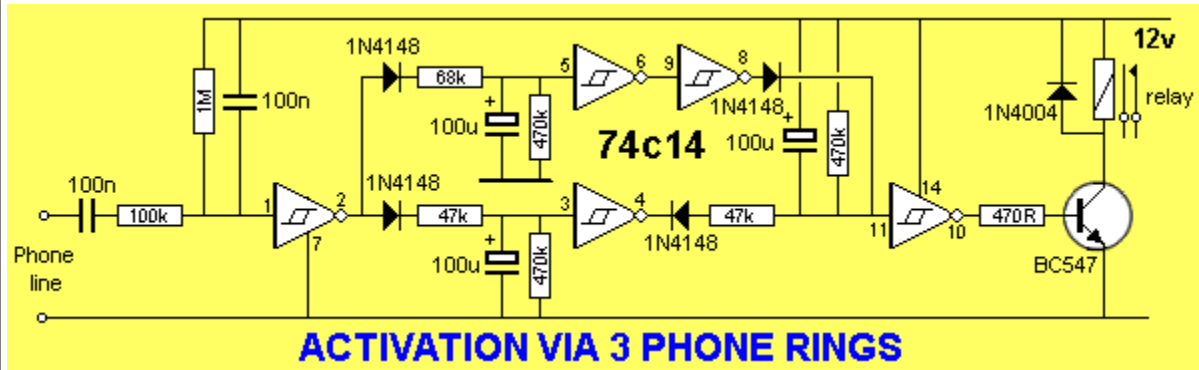 12v
1N4148
1M
100n
68k
5
6
9
8
1N4148
1N4004
relay
100u
+
470k
74c14
100u
+
470k
100n
100k
1
2
7
1N4148
47k
3
4
1N4148
47k
11
14
10
470R
BC547
Phone
line
100u
+
470k
ACTIVATION VIA 3 PHONE RINGS